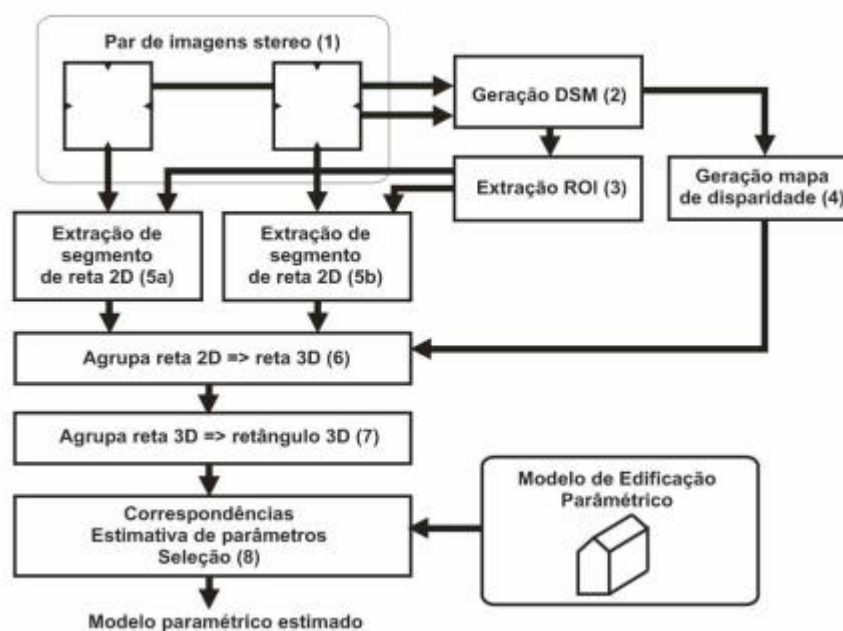 Par de imagens stereo (1)
Geração DSM (2)
Extração ROI (3)
Geração mapa
de disparidade (4)
Extração de
segmento
de reta 2D (5a)
Extração de
segmento
de reta 2D (5b)
Agrupa reta 2D => reta 3D (6)
Agrupa reta 3D => retângulo 3D (7)
Correspondências
Estimativa de parâmetros
Seleção (8)
Modelo de Edificação
Parâmétrico
Modelo paramétrico estimado